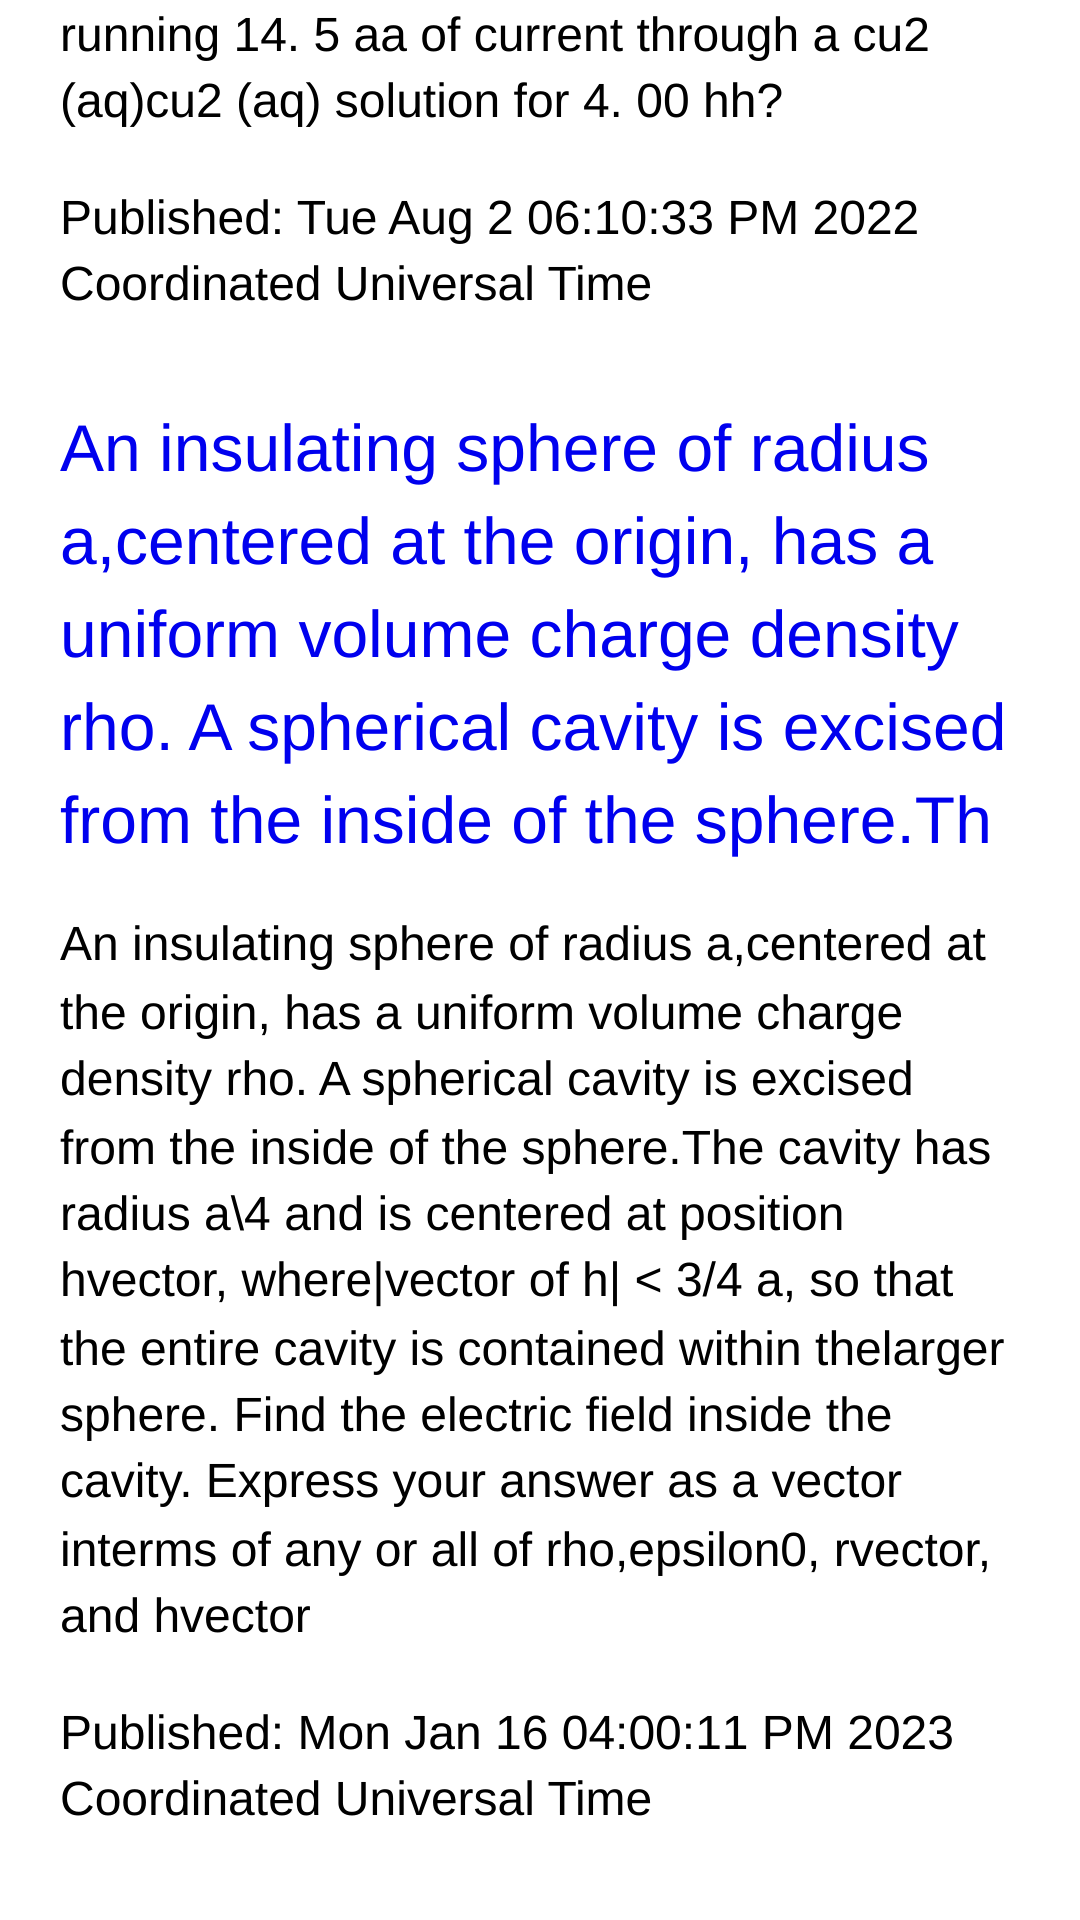 running 14. 5 aa of current through a cu2
(aq)cu2 (aq) solution for 4. 00 hh?
Published: Tue Aug 2 06:10:33 PM 2022
Coordinated Universal Time
An insulating sphere of radius
a,centered at the origin, has a
uniform volume charge density
rho. A spherical cavity is excised
from the inside of the sphere.Th
An insulating sphere of radius a,centered at
the origin, has a uniform volume charge
density rho. A spherical cavity is excised
from the inside of the sphere.The cavity has
radius a\4 and is centered at position
hvector, where|vector of h| < 3/4 a, so that
the entire cavity is contained within thelarger
sphere. Find the electric field inside the
cavity. Express your answer as a vector
interms of any or all of rho,epsilon0, rvector,
and hvector
Published: Mon Jan 16 04:00:11 PM 2023
Coordinated Universal Time